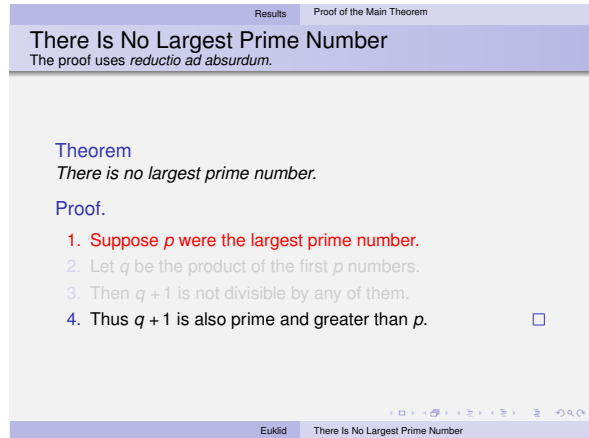 Results Proof of the Main Theorem
There Is No Largest Prime Number
The proof uses reductio ad absurdum.
Theorem
There is no largest prime number.
Proof.
1. Suppose p were the largest prime number.
2. Let q be the product of the first p numbers.
3. Then q + 1 is not divisible by any of them.
4. Thus q + 1 is also prime and greater than p.
Euklid There Is No Largest Prime Number